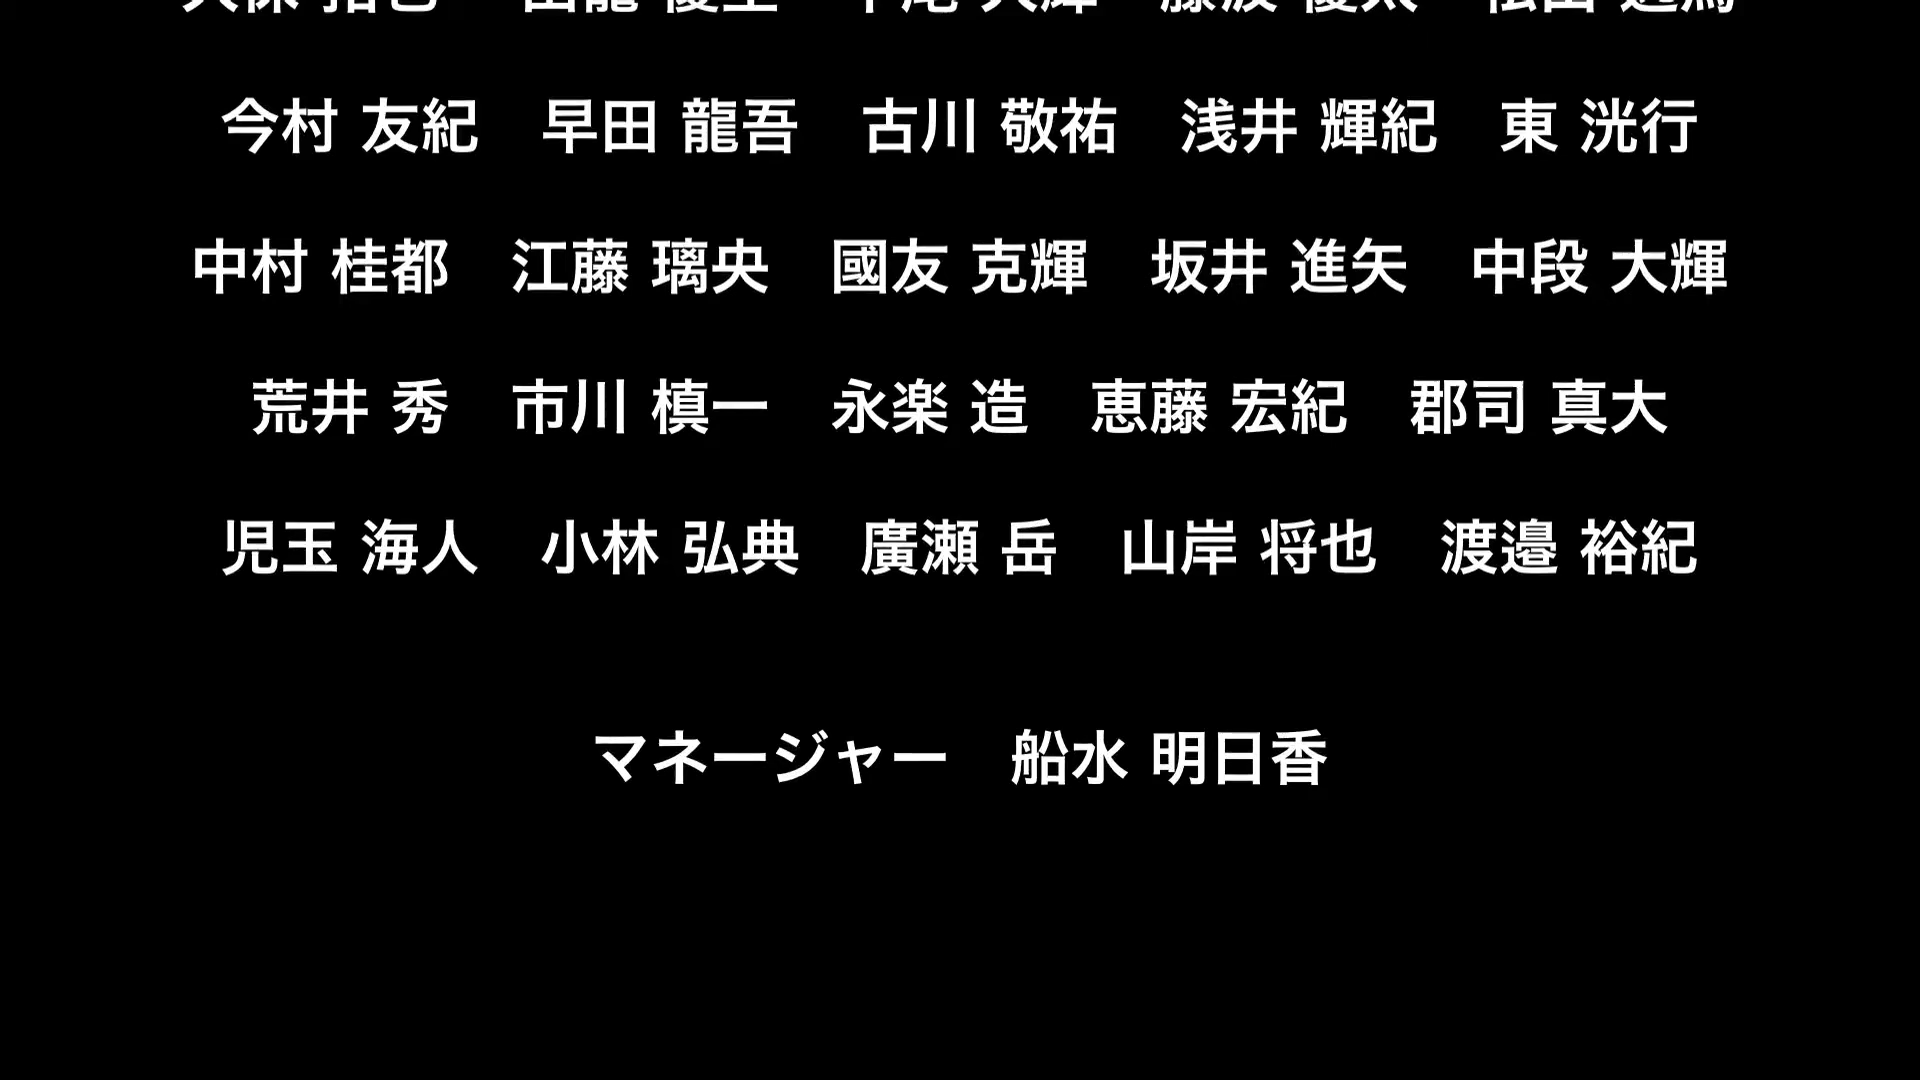 今村 友紀　早田 龍吾　古川 敬祐　浅井 輝紀　東 洸行
中村 桂都　江藤 璃央　國友 克輝　坂井 進矢　中段 大輝
荒井 秀　市川 槙一　永楽 造　恵藤 宏紀　郡司 真大
児玉 海人　小林 弘典　廣瀬 岳　山岸 将也　渡邉 裕紀
マネージャー　船水 明日香